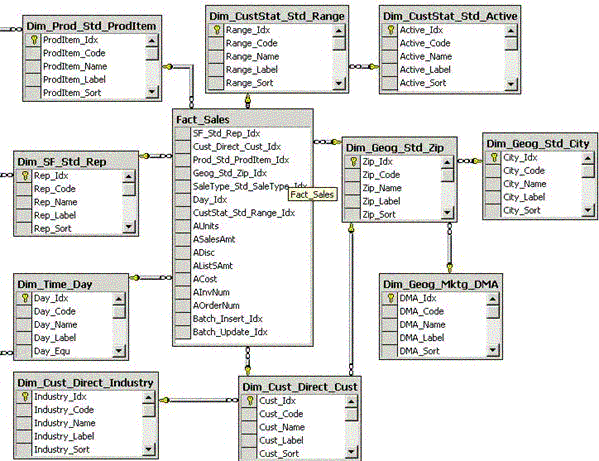 Dim_Prod_Std_ProdItem
ProdItem_Idx
ProdItem_Code
ProdItem_Name
ProdItem_Label
ProdItem_Sort
Dim_CustStat_Std_Range
Range_Idx
Range_Code
Range_Name
Range_Label
Range_Sort
Dim_CustStat_Std_Active
Active_Idx
Active_Code
Active_Name
Active_Label
Active_Sort
Fact_Sales
SF_Std_Rep_Idx
Cust_Direct_Cust_Idx
Prod_Std_ProdItem_Idx
Geog_Std_Zip_Idx
SaleType_Std_SaleType_Idx
Day_Idx
CustStat_Std_Range_Idx
AUnits
ASalesAmt
ADisc
AListSAmt
ACost
AInvNum
AOrderNum
Batch_Insert_Idx
Batch_Update_Idx
Fact_Sales
Dim_SF_Std_Rep
Rep_Idx
Rep_Code
Rep_Name
Rep_Label
Rep_Sort
Dim_Geog_Std_Zip
Zip_Idx
Zip_Code
Zip_Name
Zip_Label
Zip_Sort
Dim_Geog_Std_City
City_Idx
City_Code
City_Name
City_Label
City_Sort
Dim_Time_Day
Day_Idx
Day_Code
Day_Name
Day_Label
Day_Equ
Dim_Geog_Mktg_DMA
DMA_Idx
DMA_Code
DMA_Name
DMA_Sort
Dim_Cust_Direct_Industry
Industry_Idx
Industry_Code
Industry_Name
Industry_Label
Industry_Sort
Dim_Cust_Direct_Cust
Cust_Idx
Cust_Code
Cust_Name
Cust_Label
Cust_Sort